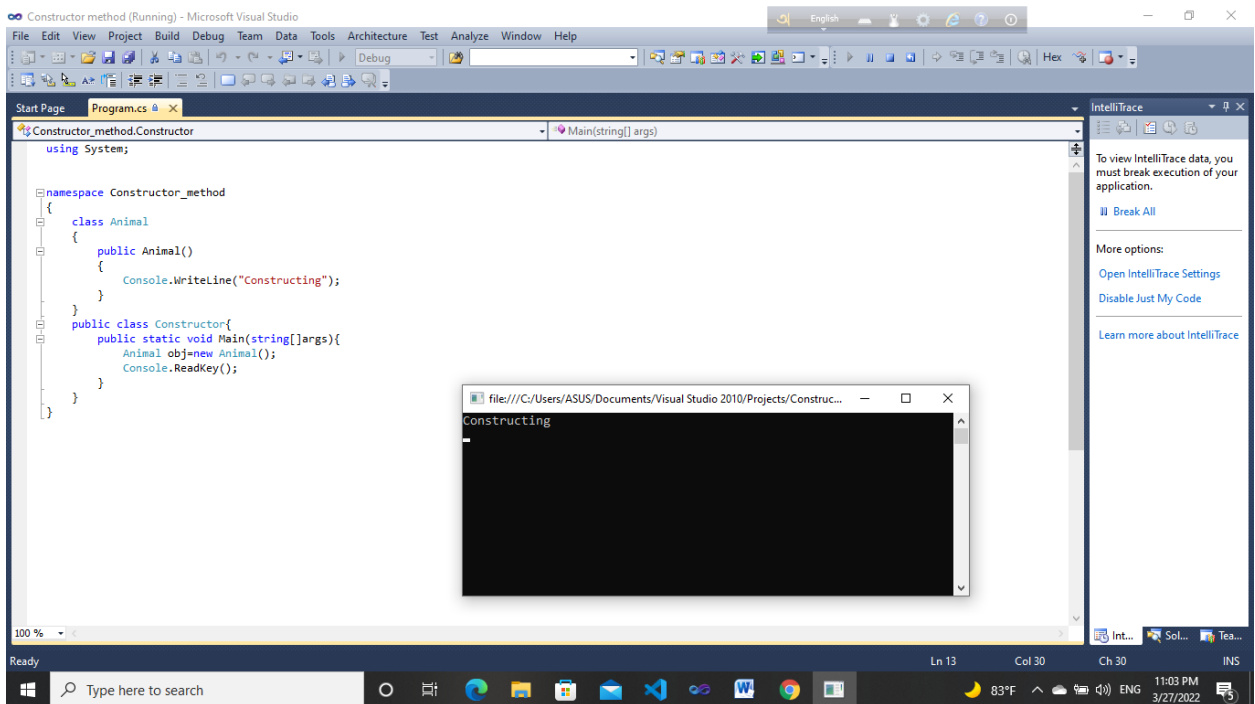 Constructor method (Running) - Microsoft Visual Studio
English
File Edit View Project Build Debug Team Data Tools Architecture Test Analyze Window Help
Debug
Hex
Start Page Program.cs
IntelliTrace
Constructor_method.Constructor
Main(string[] args)
using System;
namespace Constructor_method
{
class Animal
{
public Animal()
{
Console.WriteLine("Constructing");
}
}
public class Constructor{
public static void Main(string[]args){
Animal obj=new Animal();
Console.ReadKey();
}
}
}
file:///C:/Users/ASUS/Documents/Visual Studio 2010/Projects/Construc...
Constructing
To view IntelliTrace data, you
must break execution of your
application.
Break All
More options:
Open IntelliTrace Settings
Disable Just My Code
Learn more about IntelliTrace
100 %
Int... Sol... Tea...
Ready
Ln 13 Col 30 Ch 30 INS
Type here to search
83°F
ENG
11:03 PM
3/27/2022
5